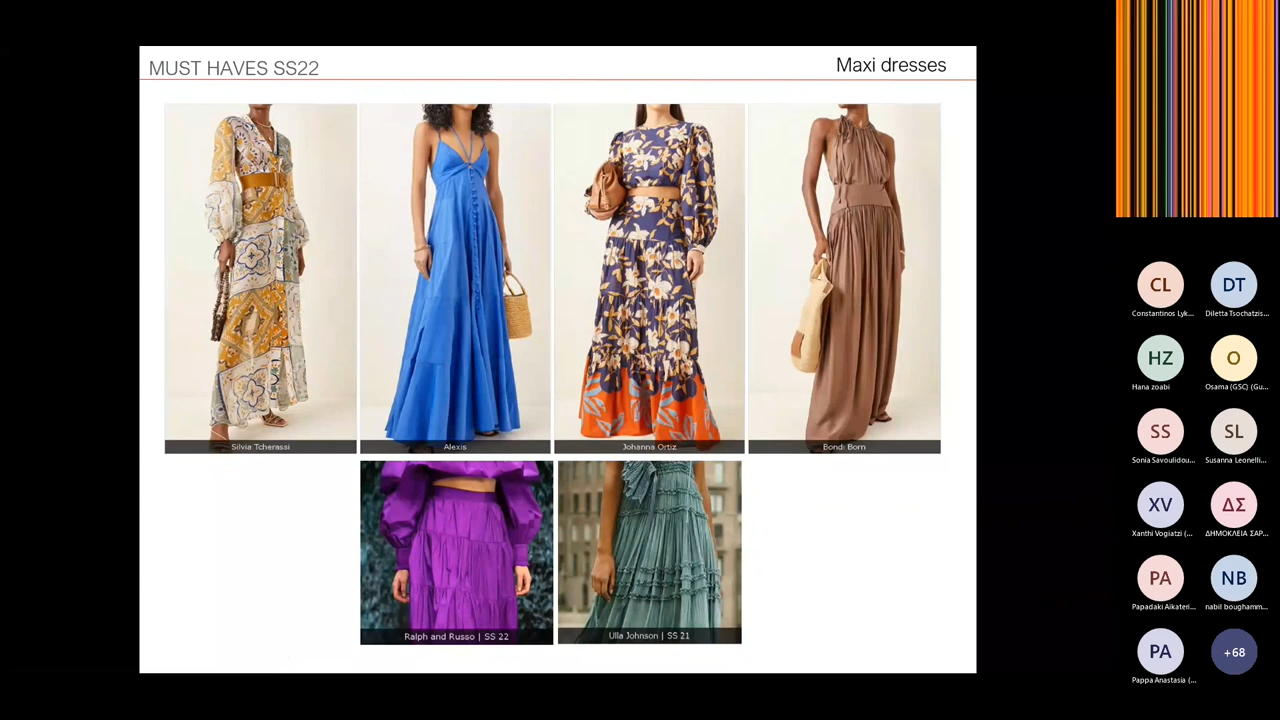 MUST HAVES SS22
Maxi dresses
Silvia Tcherassi
Alexis
Johanna Ortiz
Bondi Born
Ralph and Russo | SS 22
Ulla Johnson | SS 21
CL
Constantinos Lyk...
DT
Diletta Tsochatzis...
HZ
Hana zoabi
O
Osama (GSC) (Gu...
SS
Sonia Savoulidou...
SL
Susanna Leonelli...
XV
Xanthi Vogiatzi (...
ΔΣ
ΔΗΜΟΚΛΕΙΑ ΣΑΡ...
PA
Papadaki Aikateri...
NB
nabil boughamm...
PA
Pappa Anastasia (...
+68